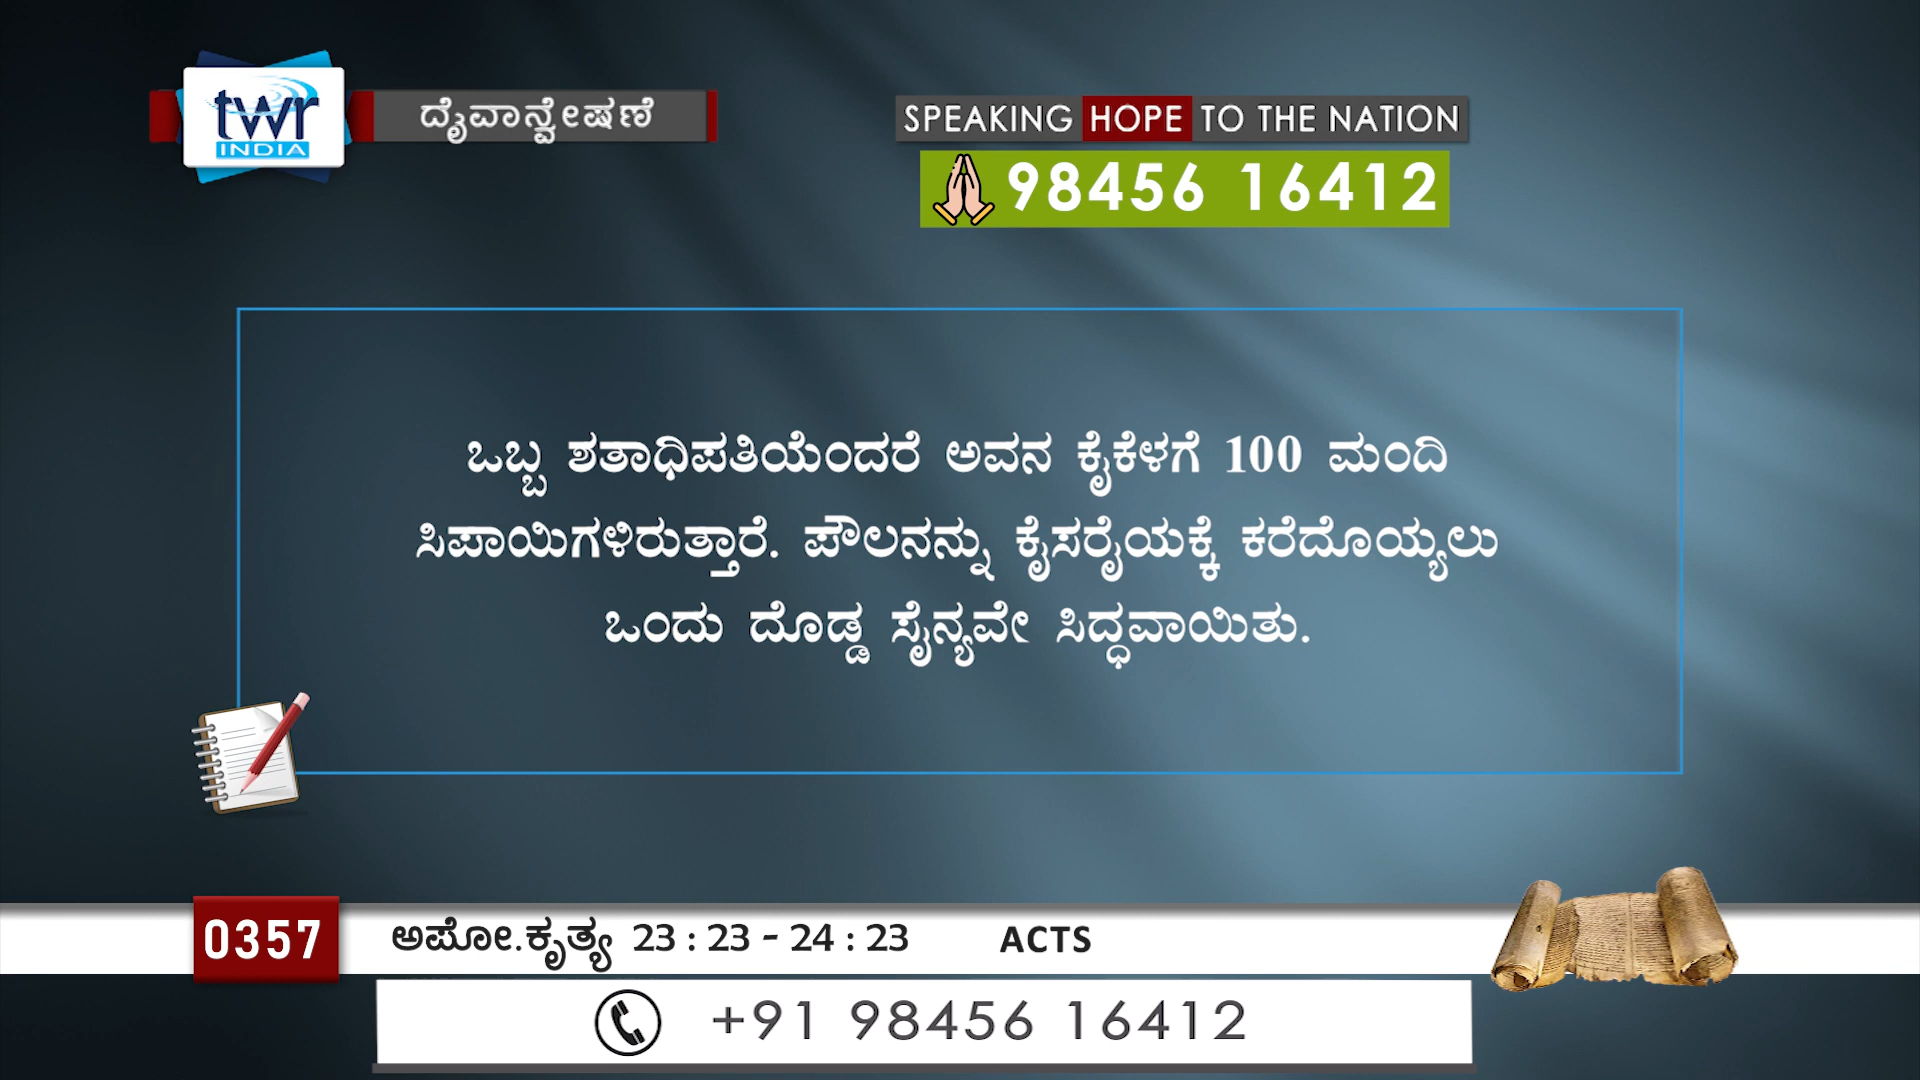 twr
INDIA
ದೈವಾನ್ವೇಷಣೆ
SPEAKING HOPE TO THE NATION
98456 16412
ಒಬ್ಬ ಶತಾಧಿಪತಿಯೆಂದರೆ ಅವನ ಕೈಕೆಳಗೆ 100 ಮಂದಿ
ಸಿಪಾಯಿಗಳಿರುತ್ತಾರೆ. ಪೌಲನನ್ನು ಕೈಸರೈಯಕ್ಕೆ ಕರೆದೊಯ್ಯಲು
ಒಂದು ದೊಡ್ಡ ಸೈನ್ಯವೇ ಸಿದ್ಧವಾಯಿತು.
0357 ಅಪೋ.ಕೃತ್ಯ 23 : 23 - 24 : 23 ACTS
+91 98456 16412